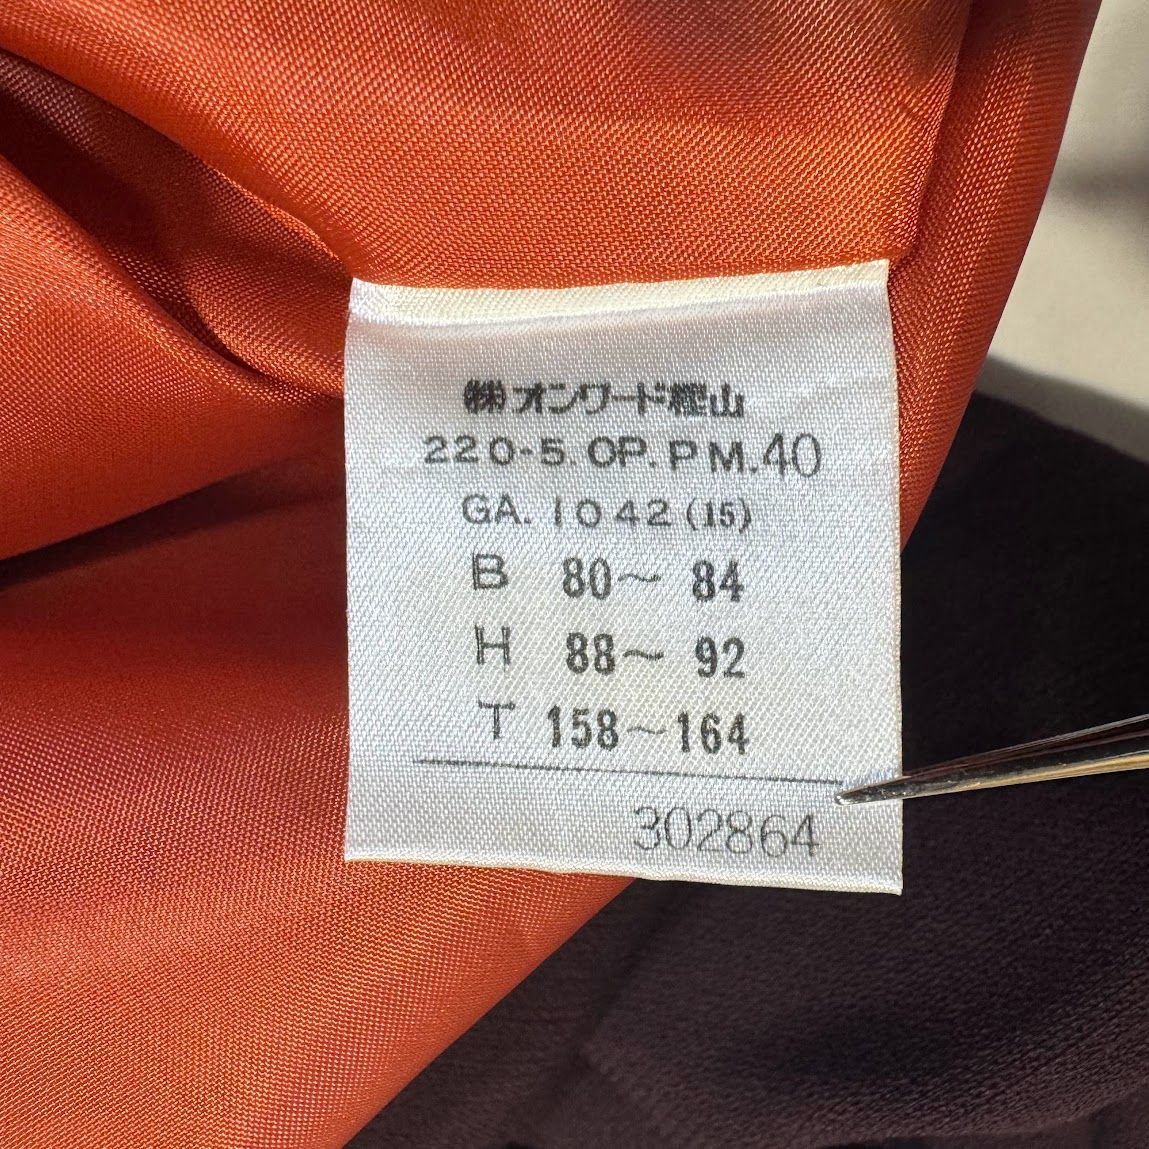 ㈱オンワード樫山
220-5.OP.PM.40
GA.1042(15)
B 80～84
H 88～92
T 158～164
302864